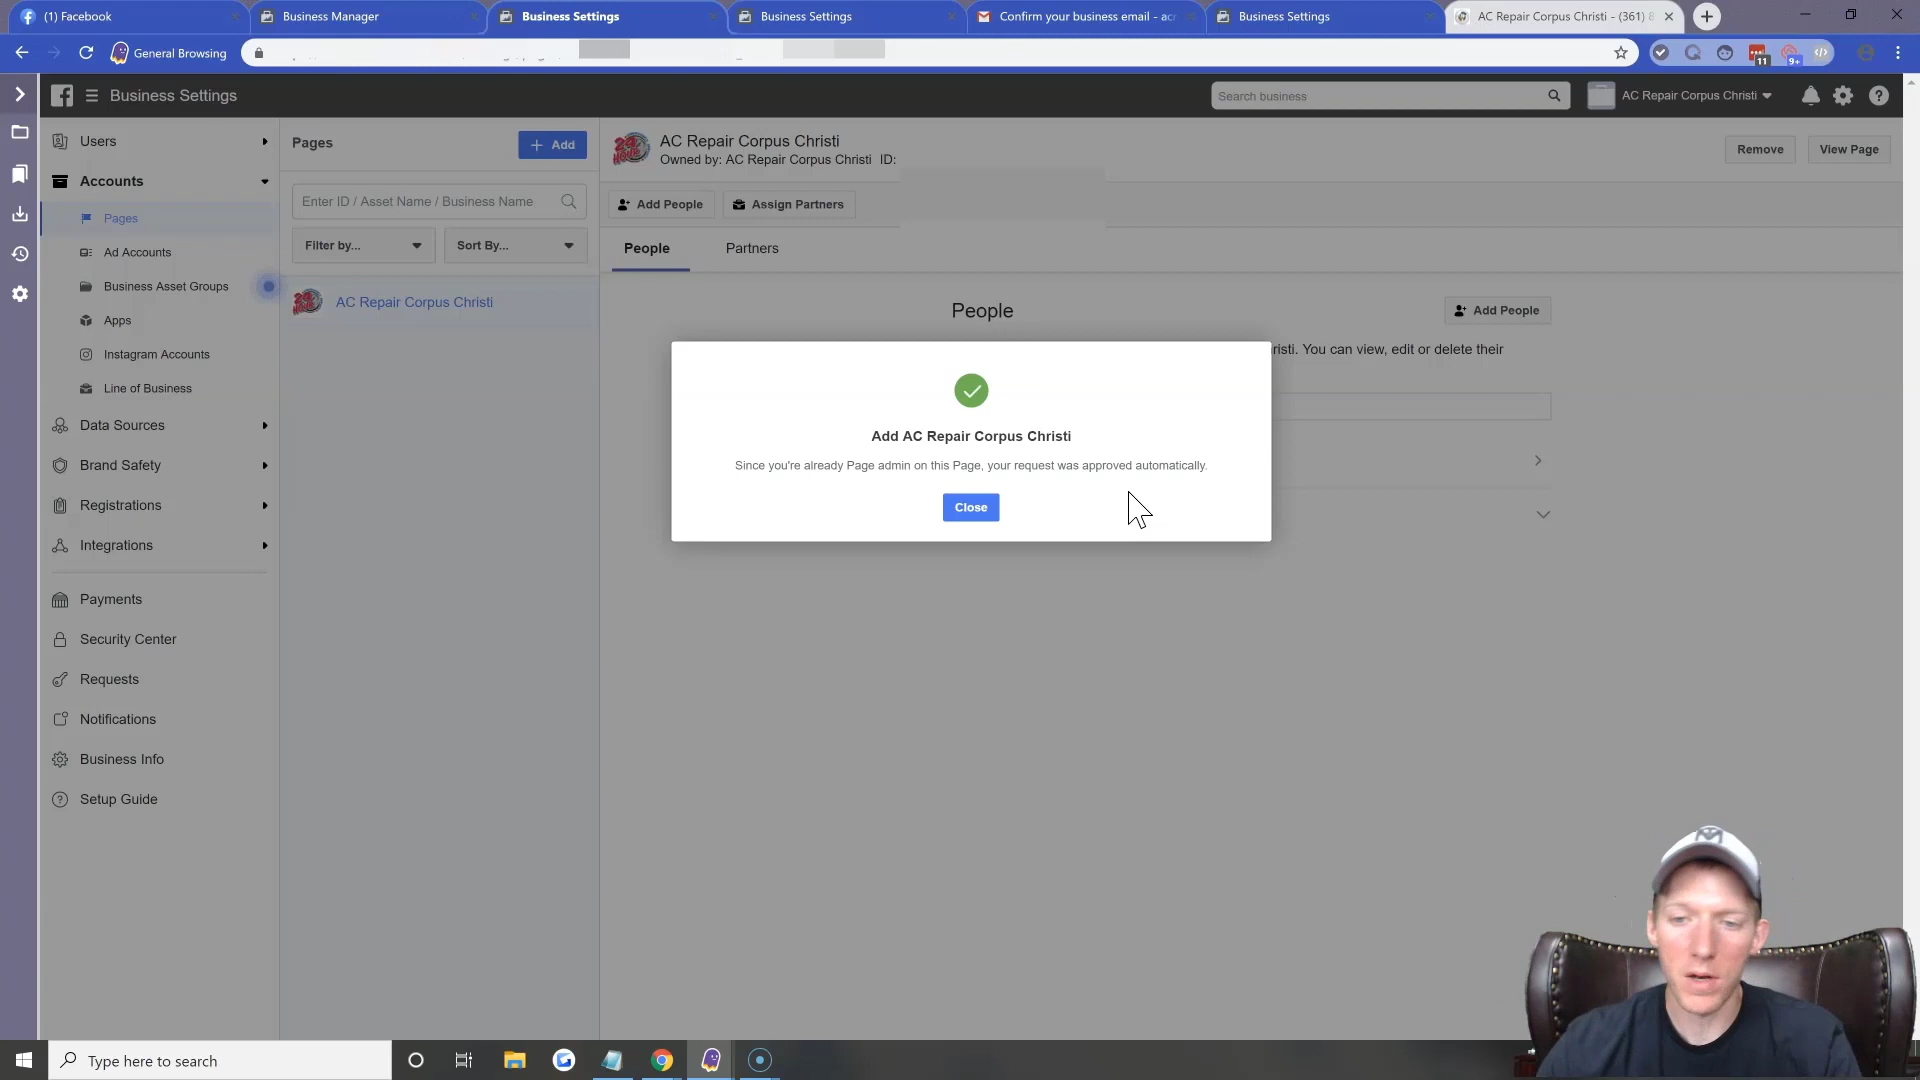 (1) Facebook
Business Manager
Business Settings
Business Settings
Confirm your business email - ac
Business Settings
AC Repair Corpus Christi - (361) 8
General Browsing
11
9+
Business Settings
Search business
AC Repair Corpus Christi
Users
Accounts
Pages
Ad Accounts
Business Asset Groups
Apps
Instagram Accounts
Line of Business
Data Sources
Brand Safety
Registrations
Integrations
Payments
Security Center
Requests
Notifications
Business Info
Setup Guide
Pages
+ Add
Enter ID / Asset Name / Business Name
Filter by...
Sort By...
AC Repair Corpus Christi
AC Repair Corpus Christi
Owned by: AC Repair Corpus Christi ID:
Remove
View Page
Add People
Assign Partners
People
Partners
People
Add People
risti. You can view, edit or delete their
Add AC Repair Corpus Christi
Since you're already Page admin on this Page, your request was approved automatically.
Close
Type here to search